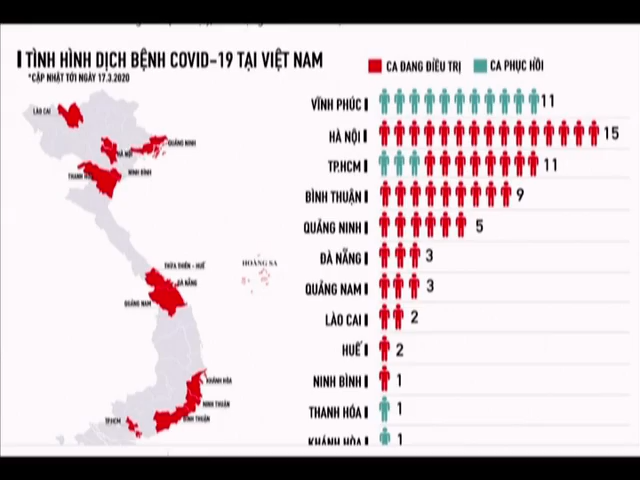 TÌNH HÌNH DỊCH BỆNH COVID-19 TẠI VIỆT NAM
*CẬP NHẬT TỚI NGÀY 17.3.2020
CA ĐANG ĐIỀU TRỊ
CA PHỤC HỒI
LÀO CAI
QUẢNG NINH
HÀ NỘI
NINH BÌNH
THANH HÓA
THỪA THIÊN - HUẾ
ĐÀ NẴNG
QUẢNG NAM
HOÀNG SA
KHÁNH HÒA
NINH THUẬN
BÌNH THUẬN
TP.HCM
VĨNH PHÚC 11
HÀ NỘI 15
TP.HCM 11
BÌNH THUẬN 9
QUẢNG NINH 5
ĐÀ NẴNG 3
QUẢNG NAM 3
LÀO CAI 2
HUẾ 2
NINH BÌNH 1
THANH HÓA 1
KHÁNH HÒA 1